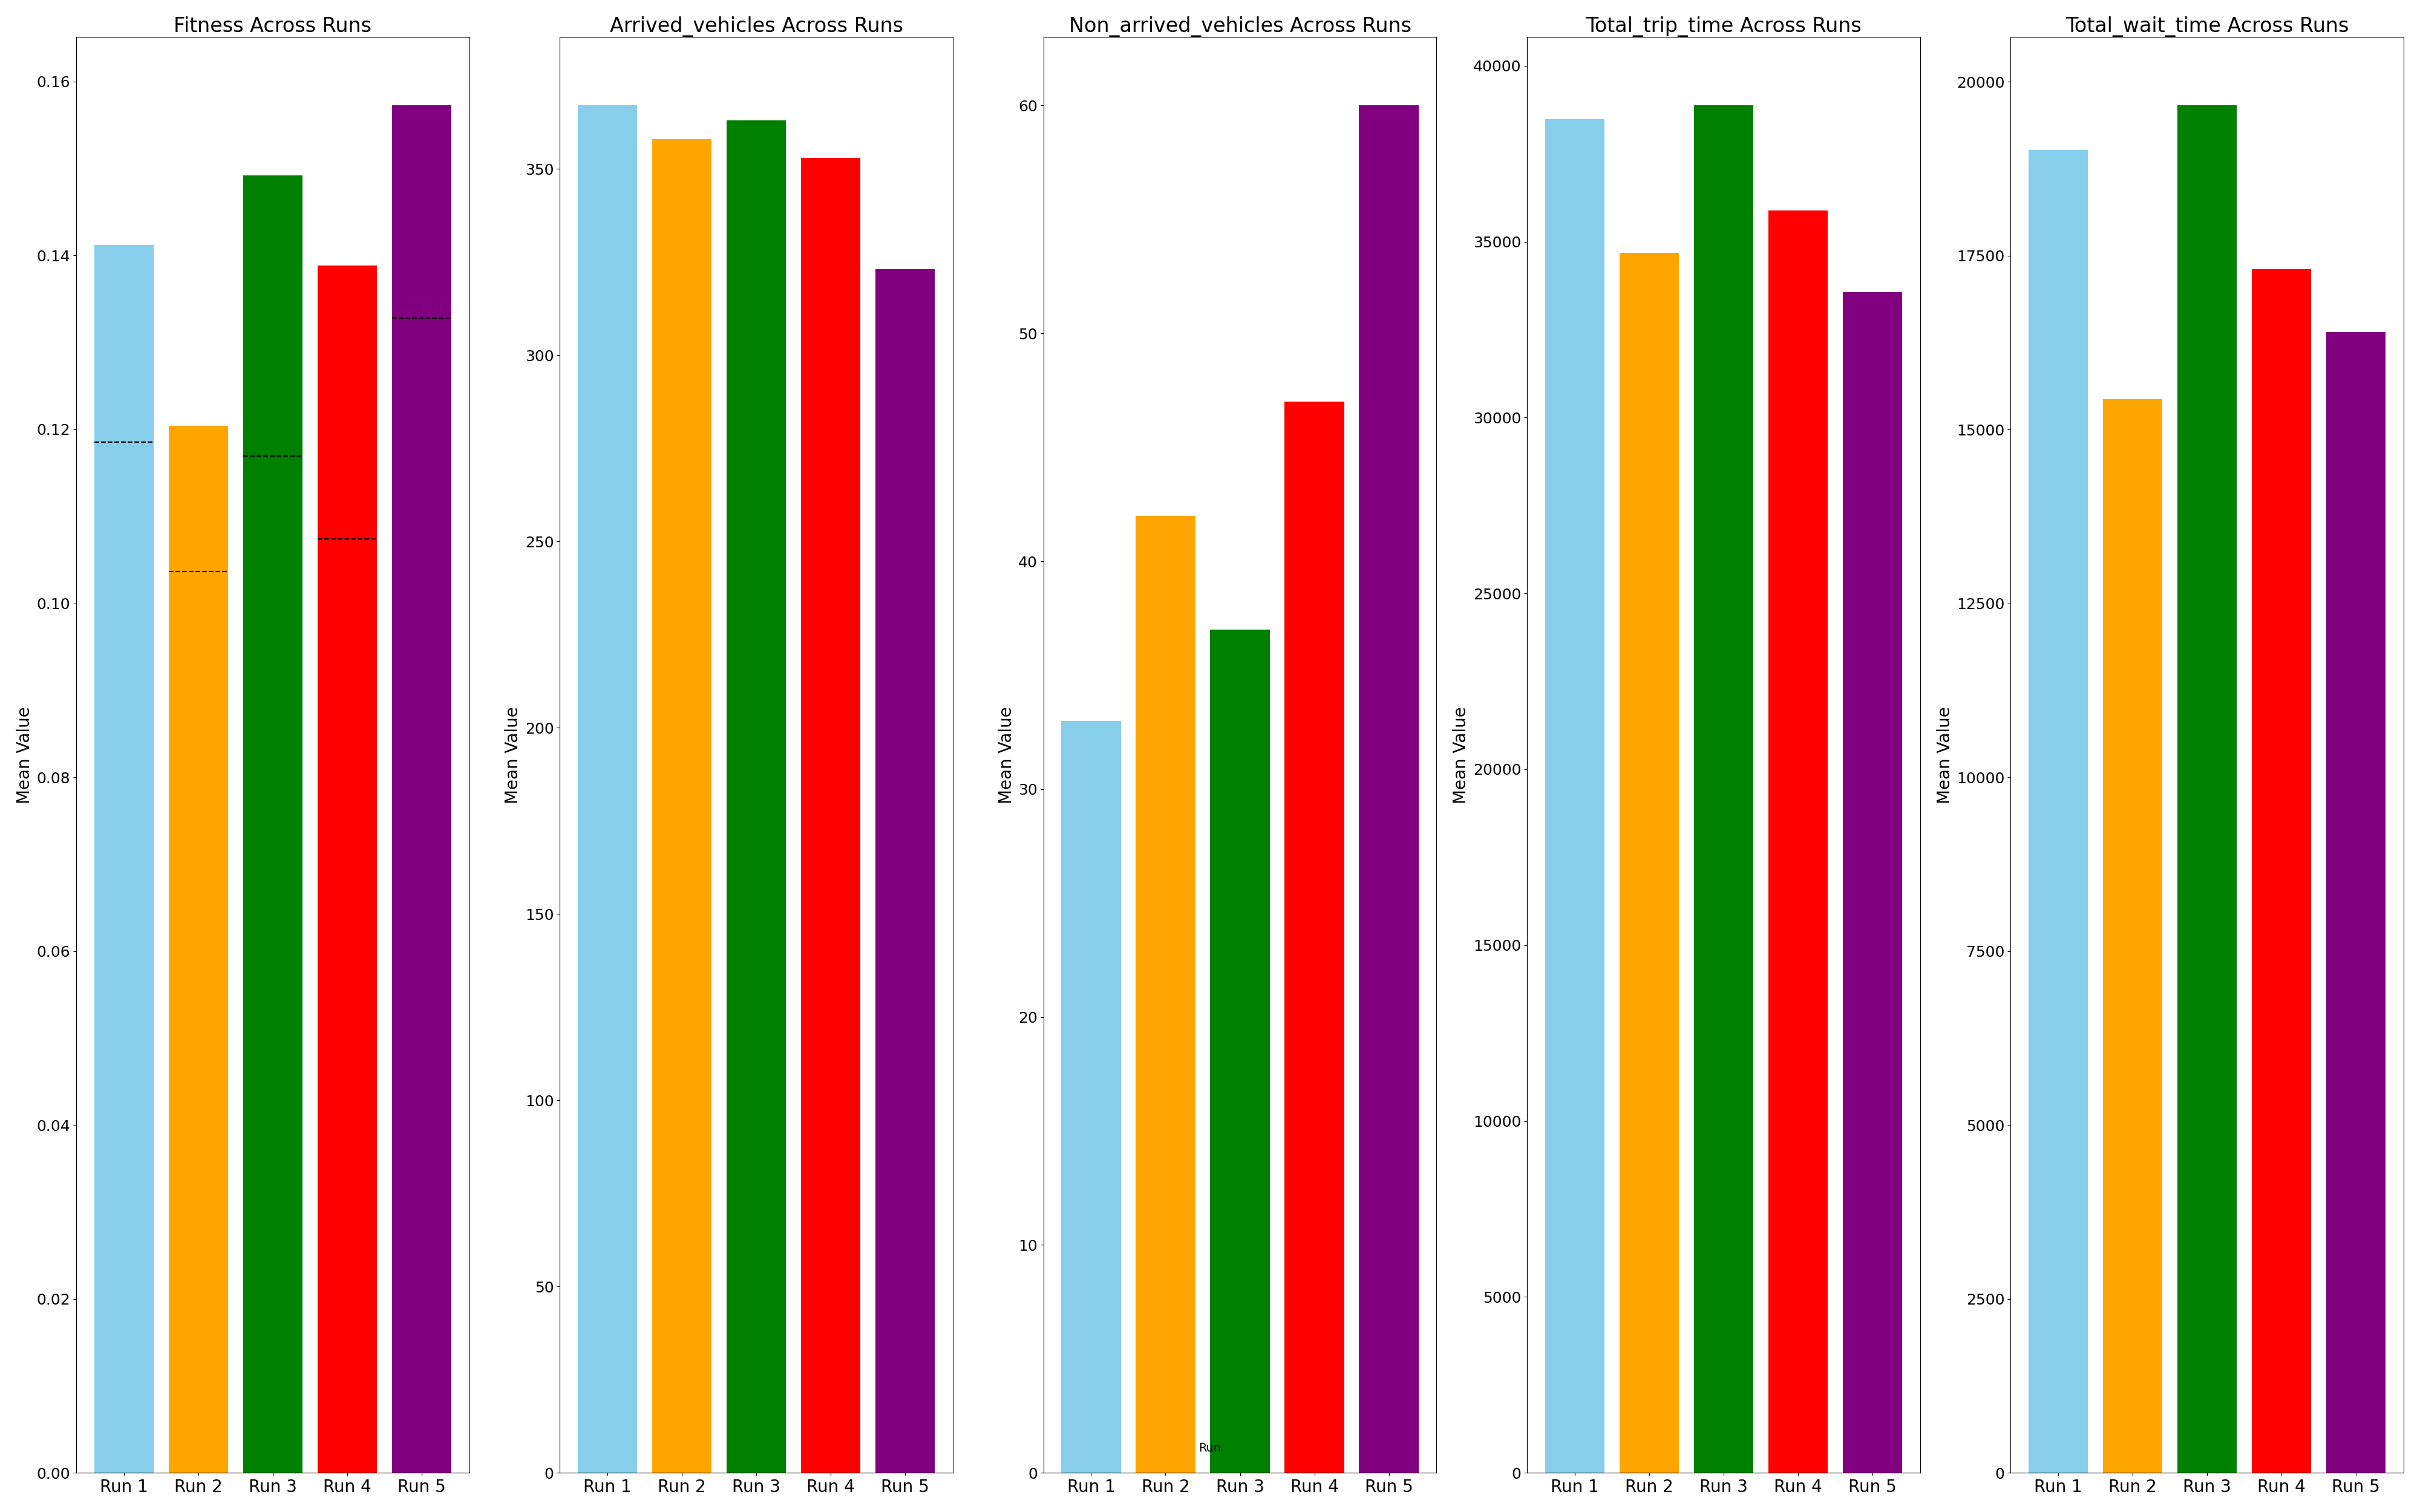 Fitness Across Runs
Mean Value
0.16
0.14
0.12
0.10
0.08
0.06
0.04
0.02
0.00
Run 1 Run 2 Run 3 Run 4 Run 5
Arrived_vehicles Across Runs
Mean Value
350
300
250
200
150
100
50
0
Run 1 Run 2 Run 3 Run 4 Run 5
Non_arrived_vehicles Across Runs
Mean Value
60
50
40
30
20
10
0
Run
Run 1 Run 2 Run 3 Run 4 Run 5
Total_trip_time Across Runs
Mean Value
40000
35000
30000
25000
20000
15000
10000
5000
0
Run 1 Run 2 Run 3 Run 4 Run 5
Total_wait_time Across Runs
Mean Value
20000
17500
15000
12500
10000
7500
5000
2500
0
Run 1 Run 2 Run 3 Run 4 Run 5